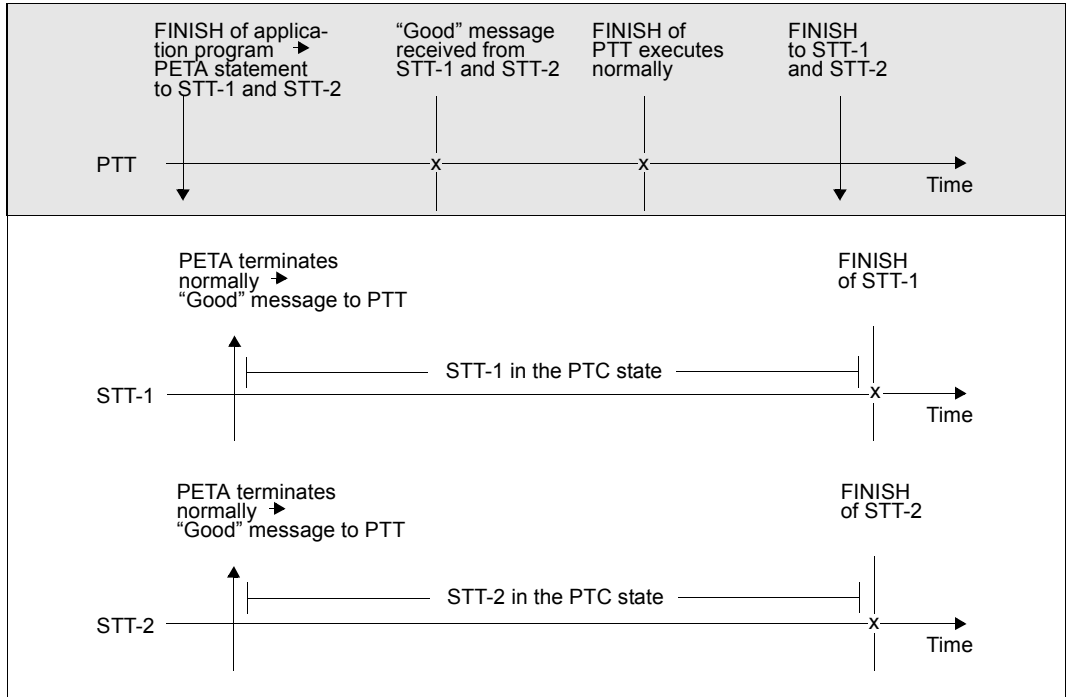 FINISH of applica-
tion program
PETA statement
to STT-1 and STT-2
“Good” message
received from
STT-1 and STT-2
FINISH of
PTT executes
normally
FINISH
to STT-1
and STT-2
PTT
x
x
Time
PETA terminates
normally
“Good” message to PTT
FINISH
of STT-1
STT-1 in the PTC state
STT-1
x
Time
PETA terminates
normally
“Good” message to PTT
FINISH
of STT-2
STT-2 in the PTC state
STT-2
x
Time